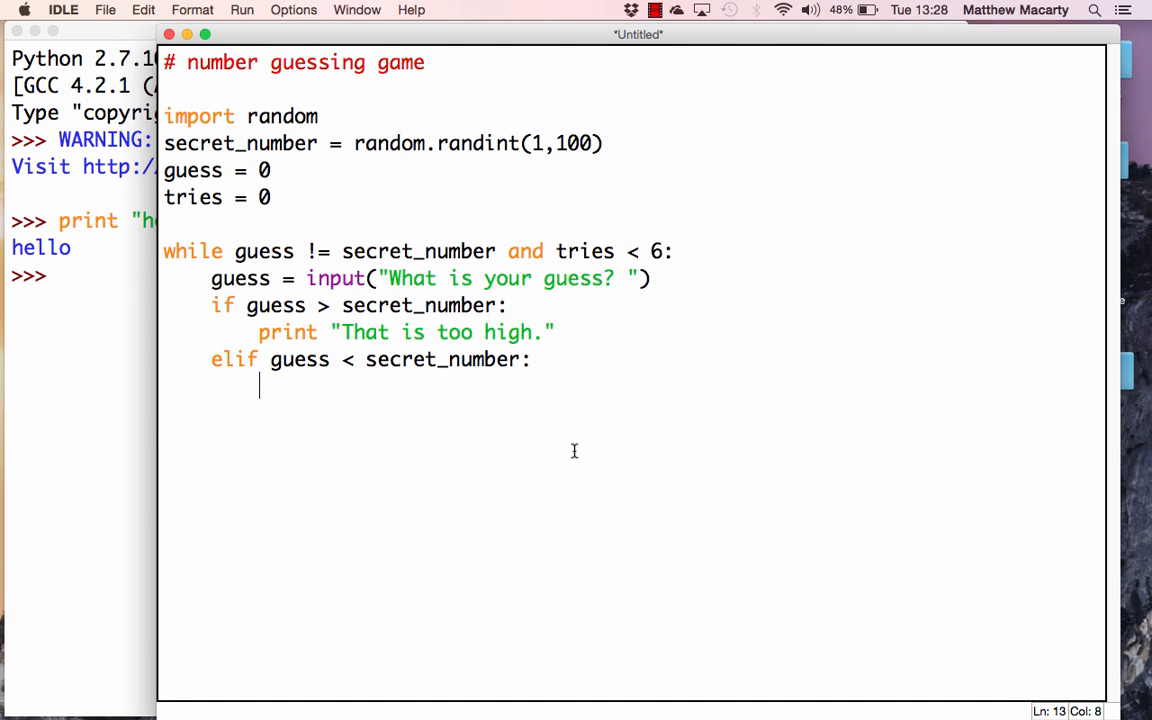 IDLE File Edit Format Run Options Window Help 48% Tue 13:28 Matthew Macarty
*Untitled*
Python 2.7.10
[GCC 4.2.1 (
Type "copyri
>>> WARNING:
Visit http:/
>>> print "h
hello
>>>
# number guessing game
import random
secret_number = random.randint(1,100)
guess = 0
tries = 0
while guess != secret_number and tries < 6:
guess = input("What is your guess? ")
if guess > secret_number:
print "That is too high."
elif guess < secret_number:
Ln: 13 Col: 8